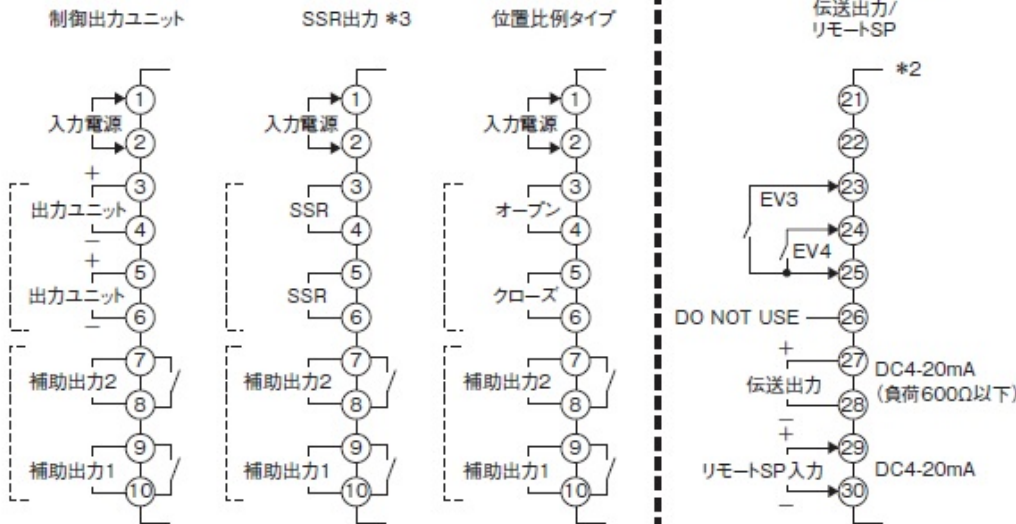 制御出力ユニット
入力電源
1
2
+
3
出力ユニット
4
−
+
5
出力ユニット
6
−
7
補助出力2
8
9
補助出力1
10
SSR出力 *3
入力電源
1
2
3
SSR
4
5
SSR
6
7
補助出力2
8
9
補助出力1
10
位置比例タイプ
入力電源
1
2
3
オープン
4
5
クローズ
6
7
補助出力2
8
9
補助出力1
10
伝送出力/
リモートSP
*2
21
22
23
EV3
24
EV4
25
DO NOT USE
26
+
27
DC4-20mA
伝送出力
(負荷600Ω以下)
28
−
+
29
リモートSP入力
DC4-20mA
30
−